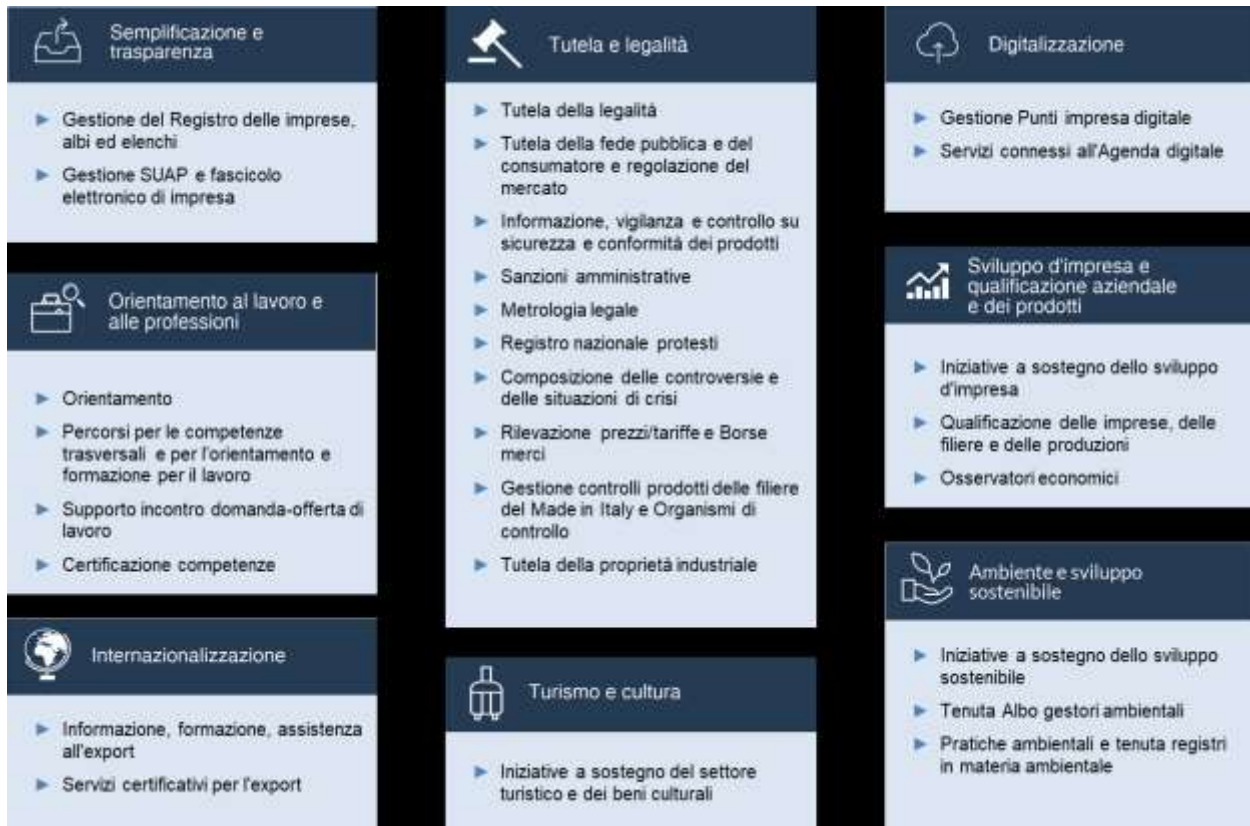 Semplificazione e
trasparenza
Gestione del Registro delle imprese,
albi ed elenchi
Gestione SUAP e fascicolo
elettronico di impresa
Orientamento al lavoro e
alle professioni
Orientamento
Percorsi per le competenze
trasversali e per l'orientamento e
formazione per il lavoro
Supporto incontro domanda-offerta di
lavoro
Certificazione competenze
Internazionalizzazione
Informazione, formazione, assistenza
all'export
Servizi certificativi per l'export
Tutela e legalità
Tutela della legalità
Tutela della fede pubblica e del
consumatore e regolazione del
mercato
Informazione, vigilanza e controllo su
sicurezza e conformità dei prodotti
Sanzioni amministrative
Metrologia legale
Registro nazionale protesti
Composizione delle controversie e
delle situazioni di crisi
Rilevazione prezzi/tariffe e Borse
merci
Gestione controlli prodotti delle filiere
del Made in Italy e Organismi di
controllo
Tutela della proprietà industriale
Turismo e cultura
Iniziative a sostegno del settore
turistico e dei beni culturali
Digitalizzazione
Gestione Punti impresa digitale
Servizi connessi all'Agenda digitale
Sviluppo d'impresa e
qualificazione aziendale
e dei prodotti
Iniziative a sostegno dello sviluppo
d'impresa
Qualificazione delle imprese, delle
filiere e delle produzioni
Osservatori economici
Ambiente e sviluppo
sostenibile
Iniziative a sostegno dello sviluppo
sostenibile
Tenuta Albo gestori ambientali
Pratiche ambientali e tenuta registri
in materia ambientale